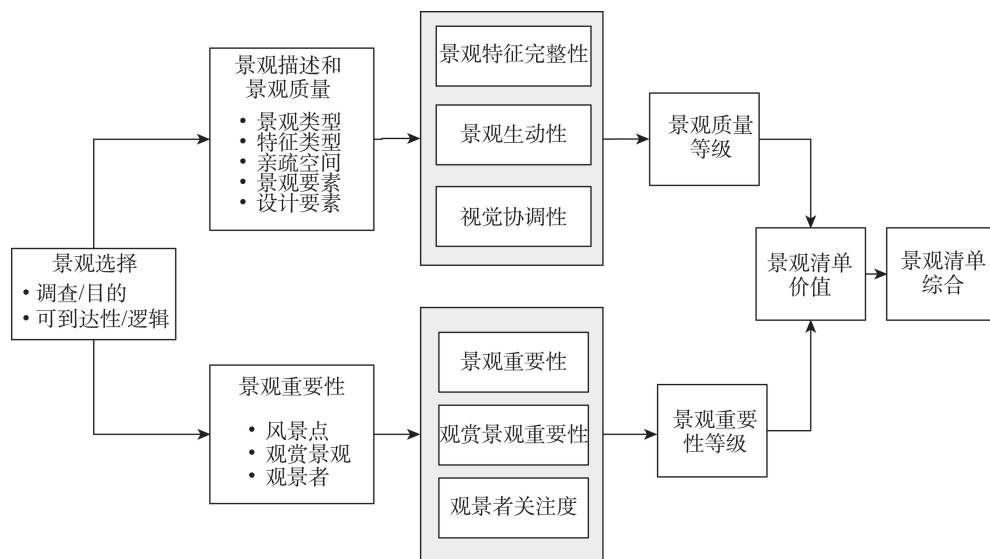 景观选择
• 调查/目的
• 可到达性/逻辑
景观描述和
景观质量
• 景观类型
• 特征类型
• 亲疏空间
• 景观要素
• 设计要素
景观特征完整性
景观生动性
视觉协调性
景观质量
等级
景观重要性
• 风景点
• 观赏景观
• 观景者
景观重要性
观赏景观重要性
观景者关注度
景观重要
性等级
景观清单
价值
景观清单
综合